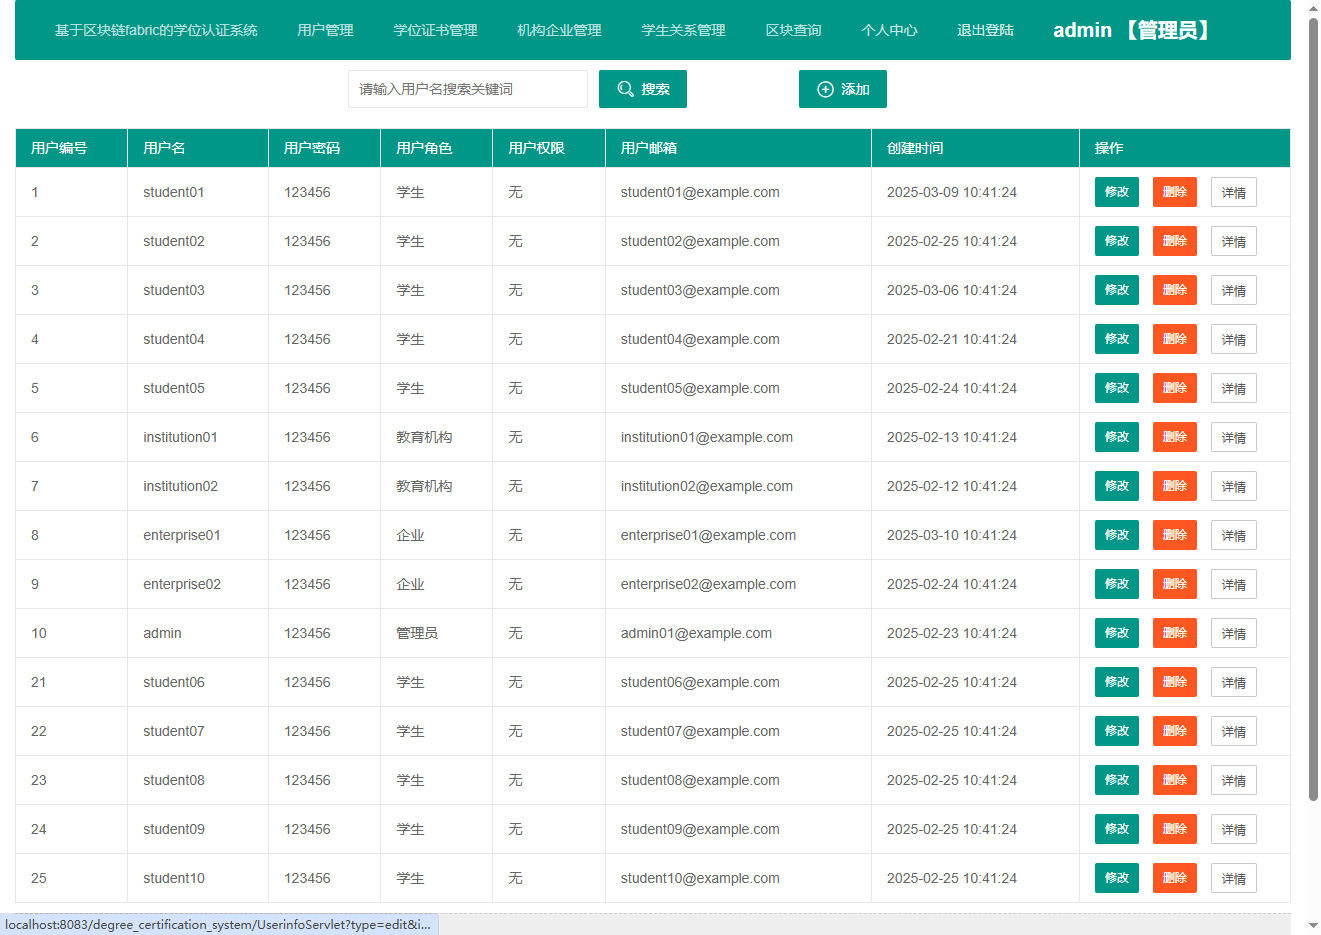 基于区块链fabric的学位认证系统 用户管理 学位证书管理 机构企业管理 学生关系管理 区块查询 个人中心 退出登陆 admin 【管理员】
请输入用户名搜索关键词 搜索 添加
用户编号 用户名 用户密码 用户角色 用户权限 用户邮箱 创建时间 操作
1 student01 123456 学生 无 student01@example.com 2025-03-09 10:41:24 修改 删除 详情
2 student02 123456 学生 无 student02@example.com 2025-02-25 10:41:24 修改 删除 详情
3 student03 123456 学生 无 student03@example.com 2025-03-06 10:41:24 修改 删除 详情
4 student04 123456 学生 无 student04@example.com 2025-02-21 10:41:24 修改 删除 详情
5 student05 123456 学生 无 student05@example.com 2025-02-24 10:41:24 修改 删除 详情
6 institution01 123456 教育机构 无 institution01@example.com 2025-02-13 10:41:24 修改 删除 详情
7 institution02 123456 教育机构 无 institution02@example.com 2025-02-12 10:41:24 修改 删除 详情
8 enterprise01 123456 企业 无 enterprise01@example.com 2025-03-10 10:41:24 修改 删除 详情
9 enterprise02 123456 企业 无 enterprise02@example.com 2025-02-24 10:41:24 修改 删除 详情
10 admin 123456 管理员 无 admin01@example.com 2025-02-23 10:41:24 修改 删除 详情
21 student06 123456 学生 无 student06@example.com 2025-02-25 10:41:24 修改 删除 详情
22 student07 123456 学生 无 student07@example.com 2025-02-25 10:41:24 修改 删除 详情
23 student08 123456 学生 无 student08@example.com 2025-02-25 10:41:24 修改 删除 详情
24 student09 123456 学生 无 student09@example.com 2025-02-25 10:41:24 修改 删除 详情
25 student10 123456 学生 无 student10@example.com 2025-02-25 10:41:24 修改 删除 详情
localhost:8083/degree_certification_system/UserinfoServlet?type=edit&i...